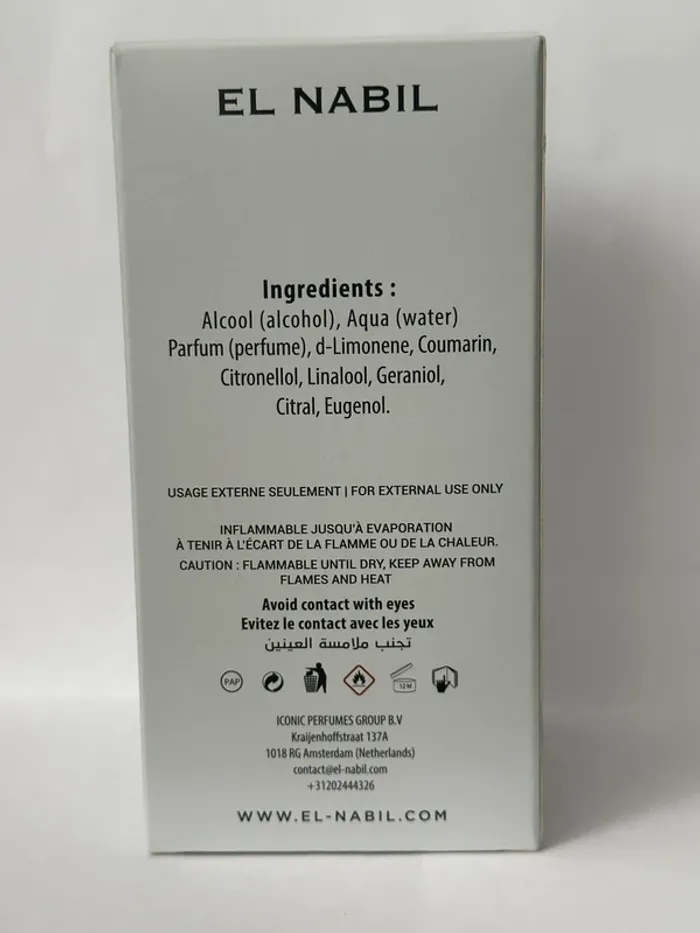 EL NABIL
Ingredients :
Alcool (alcohol), Aqua (water)
Parfum (perfume), d-Limonene, Coumarin,
Citronellol, Linalool, Geraniol,
Citral, Eugenol.
USAGE EXTERNE SEULEMENT | FOR EXTERNAL USE ONLY
INFLAMMABLE JUSQU'À EVAPORATION
À TENIR À L'ÉCART DE LA FLAMME OU DE LA CHALEUR.
CAUTION : FLAMMABLE UNTIL DRY, KEEP AWAY FROM
FLAMES AND HEAT
Avoid contact with eyes
Evitez le contact avec les yeux
تجنب ملامسة العينين
PAP
12 M
ICONIC PERFUMES GROUP B.V
Kraijenhoffstraat 137A
1018 RG Amsterdam (Netherlands)
contact@el-nabil.com
+31202444326
WWW.EL-NABIL.COM